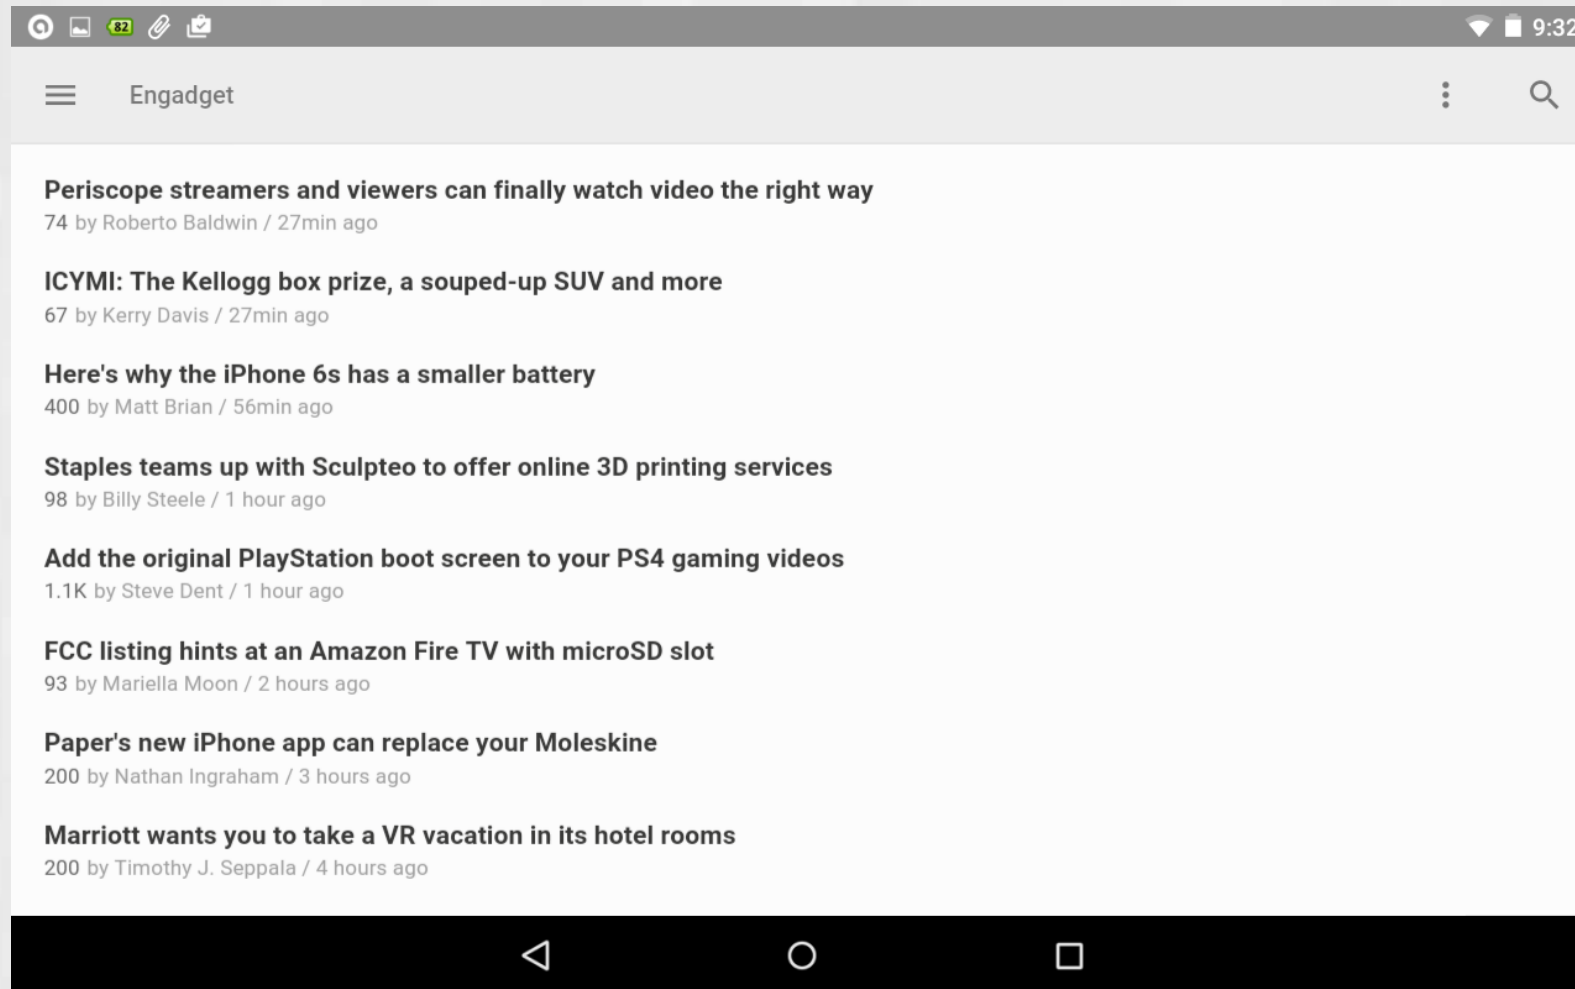 82
9:32
Engadget
Periscope streamers and viewers can finally watch video the right way
74 by Roberto Baldwin / 27min ago
ICYMI: The Kellogg box prize, a souped-up SUV and more
67 by Kerry Davis / 27min ago
Here's why the iPhone 6s has a smaller battery
400 by Matt Brian / 56min ago
Staples teams up with Sculpteo to offer online 3D printing services
98 by Billy Steele / 1 hour ago
Add the original PlayStation boot screen to your PS4 gaming videos
1.1K by Steve Dent / 1 hour ago
FCC listing hints at an Amazon Fire TV with microSD slot
93 by Mariella Moon / 2 hours ago
Paper's new iPhone app can replace your Moleskine
200 by Nathan Ingraham / 3 hours ago
Marriott wants you to take a VR vacation in its hotel rooms
200 by Timothy J. Seppala / 4 hours ago